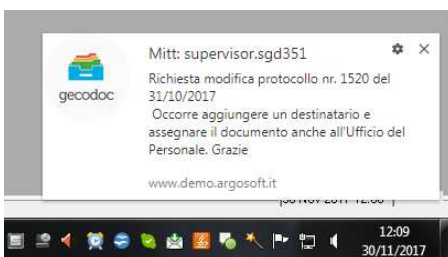 Mitt: supervisor.sgd351
gecodoc
Richiesta modifica protocollo nr. 1520 del
31/10/2017
Occorre aggiungere un destinatario e
assegnare il documento anche all'Ufficio del
Personale. Grazie
www.demo.argosoft.it
12:09
30/11/2017